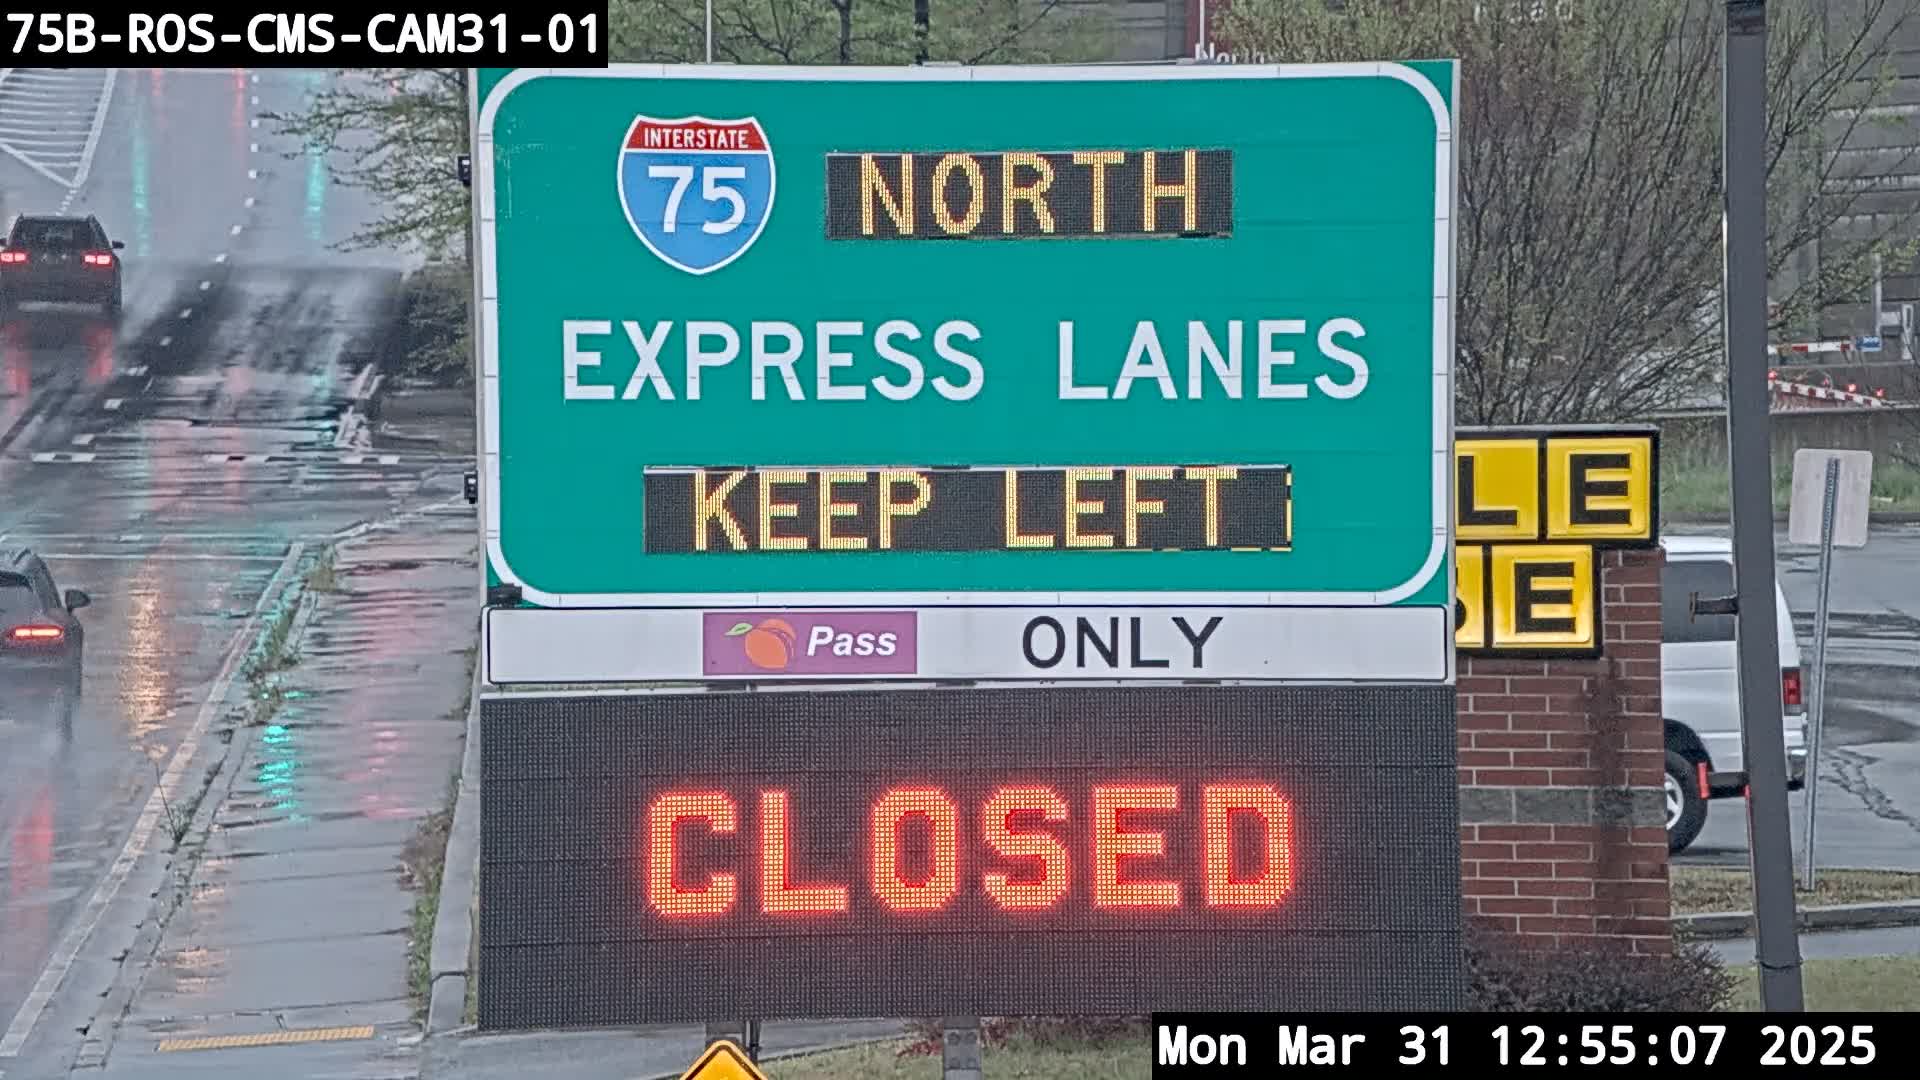 75B-ROS-CMS-CAM31-01
INTERSTATE
75
NORTH
EXPRESS LANES
KEEP LEFT
Pass ONLY
CLOSED
LE
E
Mon Mar 31 12:55:07 2025